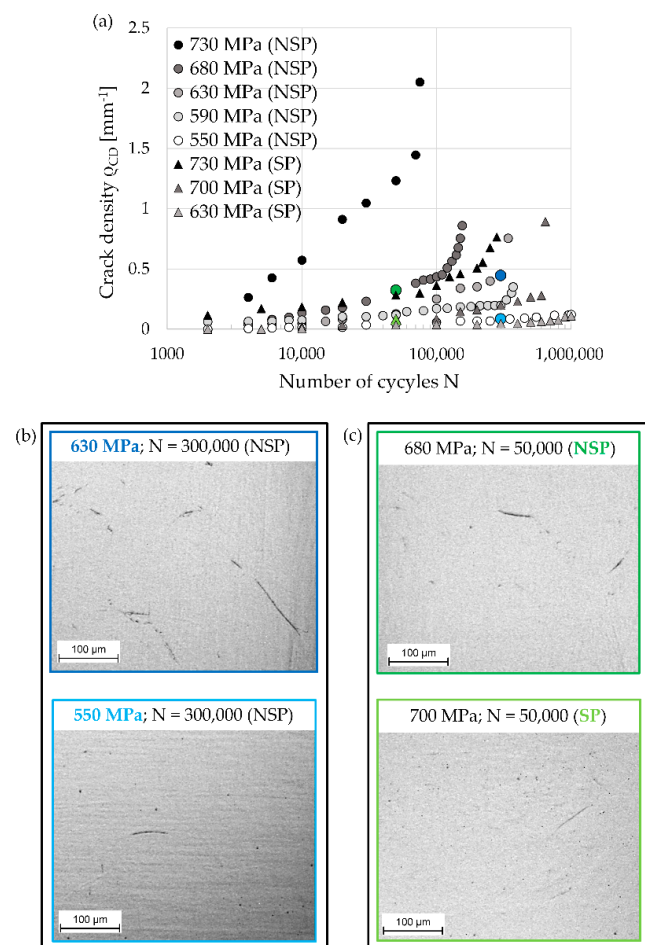 (a)
2.5
2
1.5
1
0.5
0
Crack density ϱCD [mm⁻¹]
730 MPa (NSP)
680 MPa (NSP)
630 MPa (NSP)
590 MPa (NSP)
550 MPa (NSP)
730 MPa (SP)
700 MPa (SP)
630 MPa (SP)
1000 10,000 100,000 1,000,000
Number of cycyles N
(b)
630 MPa; N = 300,000 (NSP)
100 µm
550 MPa; N = 300,000 (NSP)
100 µm
(c)
680 MPa; N = 50,000 (NSP)
100 µm
700 MPa; N = 50,000 (SP)
100 µm